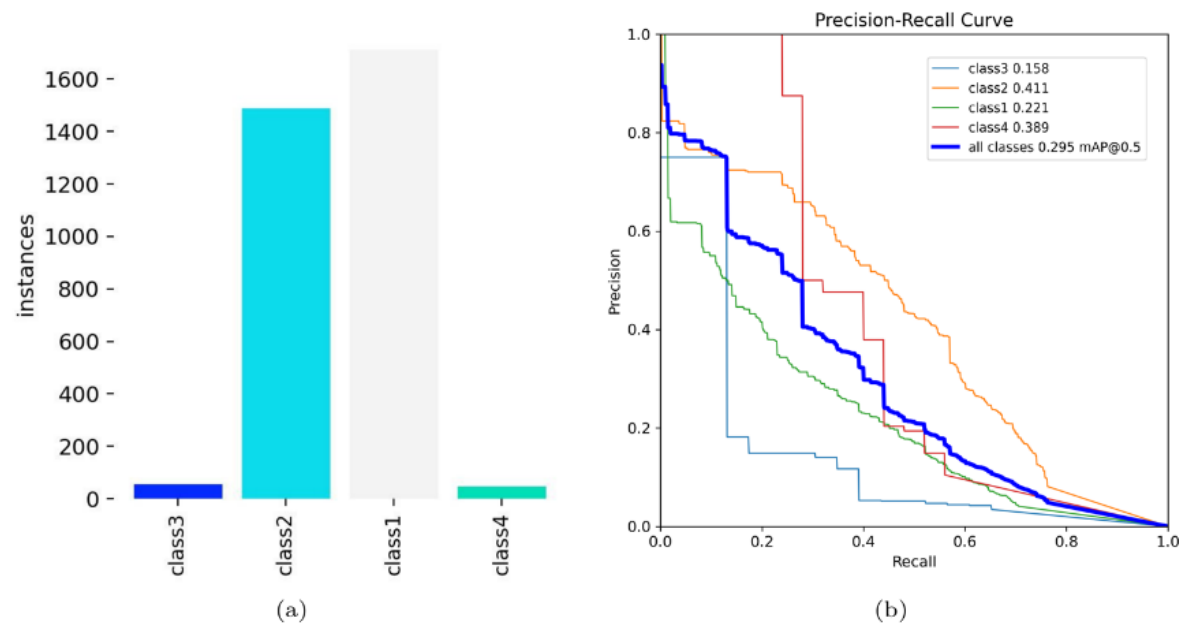 instances
1600
1400
1200
1000
800
600
400
200
0
class3
class2
class1
class4
(a)
Precision-Recall Curve
Precision
1.0
0.8
0.6
0.4
0.2
0.0
class3 0.158
class2 0.411
class1 0.221
class4 0.389
all classes 0.295 mAP@0.5
0.0 0.2 0.4 0.6 0.8 1.0
Recall
(b)